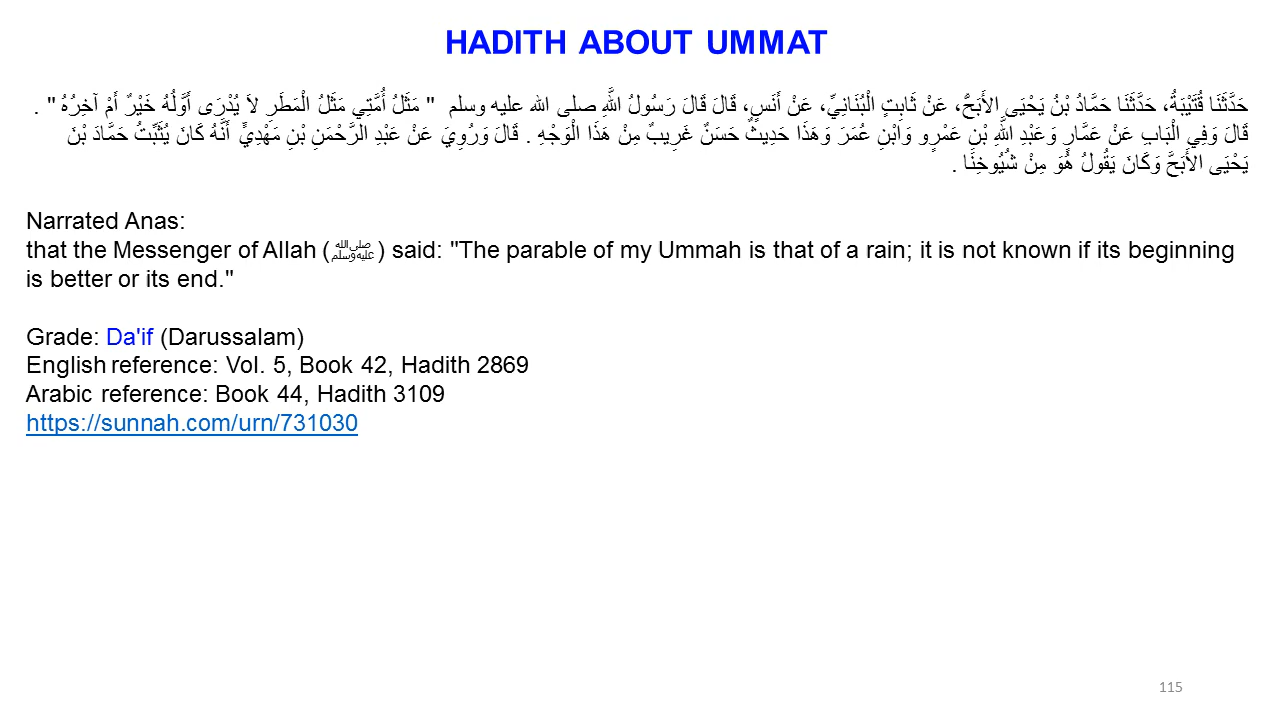 HADITH ABOUT UMMAT
حَدَّثَنَا قُتَيْبَةُ، حَدَّثَنَا حَمَّادُ بْنُ يَحْيَى الأَبَحُّ، عَنْ ثَابِتٍ الْبُنَانِيِّ، عَنْ أَنَسٍ، قَالَ قَالَ رَسُولُ اللَّهِ صلى الله عليه وسلم " مَثَلُ أُمَّتِي مَثَلُ الْمَطَرِ لاَ يُدْرَى أَوَّلُهُ خَيْرٌ أَمْ آخِرُهُ " .
قَالَ وَفِي الْبَابِ عَنْ عَمَّارٍ وَعَبْدِ اللَّهِ بْنِ عَمْرٍو وَابْنِ عُمَرَ وَهَذَا حَدِيثٌ حَسَنٌ غَرِيبٌ مِنْ هَذَا الْوَجْهِ . قَالَ وَرُوِيَ عَنْ عَبْدِ الرَّحْمَنِ بْنِ مَهْدِيٍّ أَنَّهُ كَانَ يُثَبِّتُ حَمَّادَ بْنَ
يَحْيَى الأَبَحَّ وَكَانَ يَقُولُ هُوَ مِنْ شُيُوخِنَا .
Narrated Anas:
that the Messenger of Allah (ﷺ) said: "The parable of my Ummah is that of a rain; it is not known if its beginning
is better or its end."
Grade: Da'if (Darussalam)
English reference: Vol. 5, Book 42, Hadith 2869
Arabic reference: Book 44, Hadith 3109
https://sunnah.com/urn/731030
115